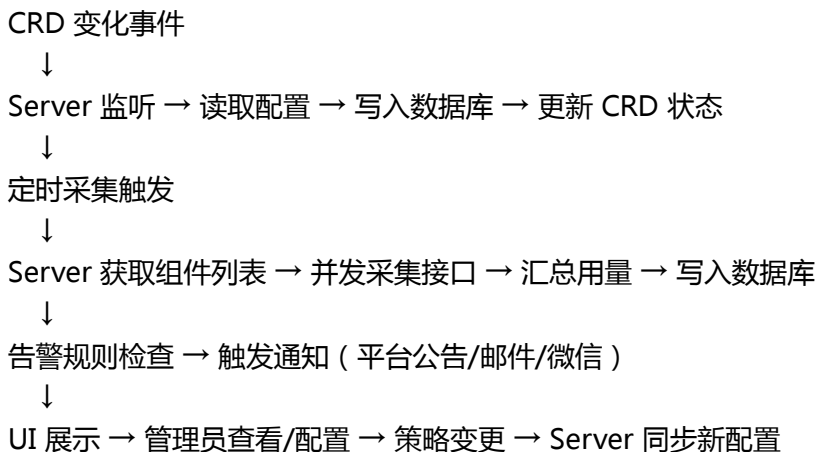 CRD 变化事件
↓
Server 监听 → 读取配置 → 写入数据库 → 更新 CRD 状态
↓
定时采集触发
↓
Server 获取组件列表 → 并发采集接口 → 汇总用量 → 写入数据库
↓
告警规则检查 → 触发通知（平台公告/邮件/微信）
↓
UI 展示 → 管理员查看/配置 → 策略变更 → Server 同步新配置